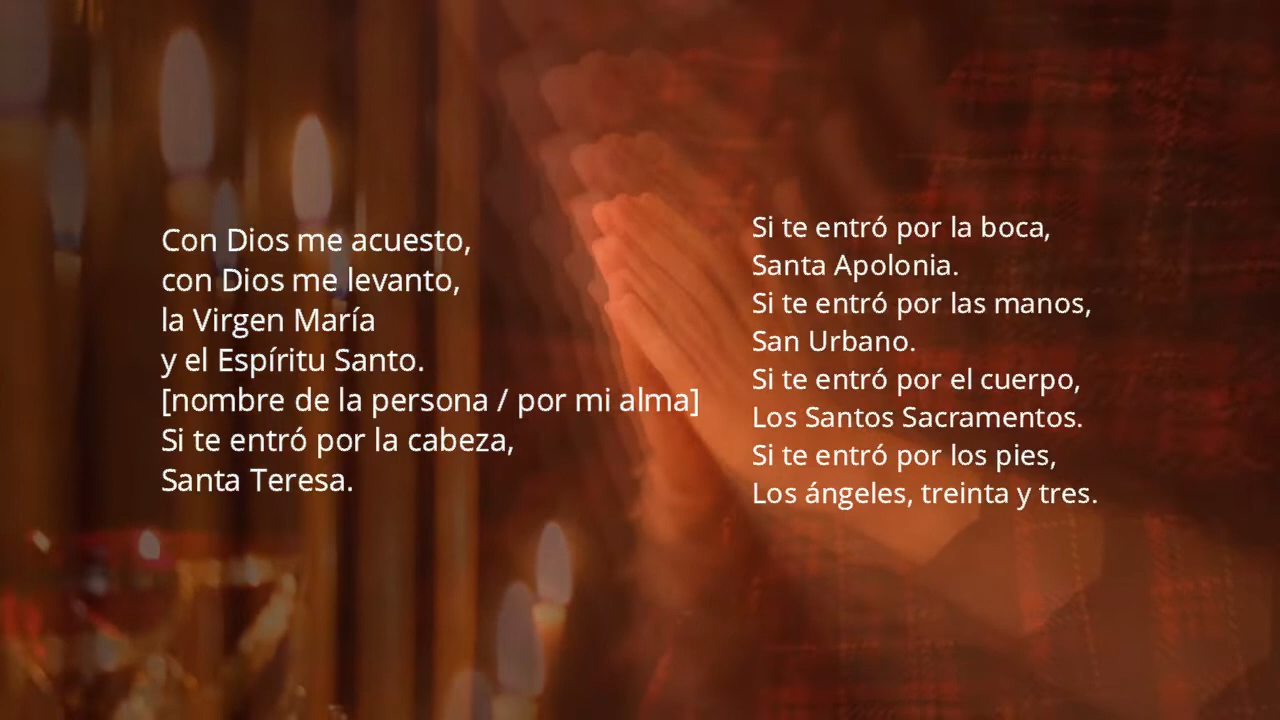 Con Dios me acuesto,
con Dios me levanto,
la Virgen María
y el Espíritu Santo.
[nombre de la persona / por mi alma]
Si te entró por la cabeza,
Santa Teresa.
Si te entró por la boca,
Santa Apolonia.
Si te entró por las manos,
San Urbano.
Si te entró por el cuerpo,
Los Santos Sacramentos.
Si te entró por los pies,
Los ángeles, treinta y tres.